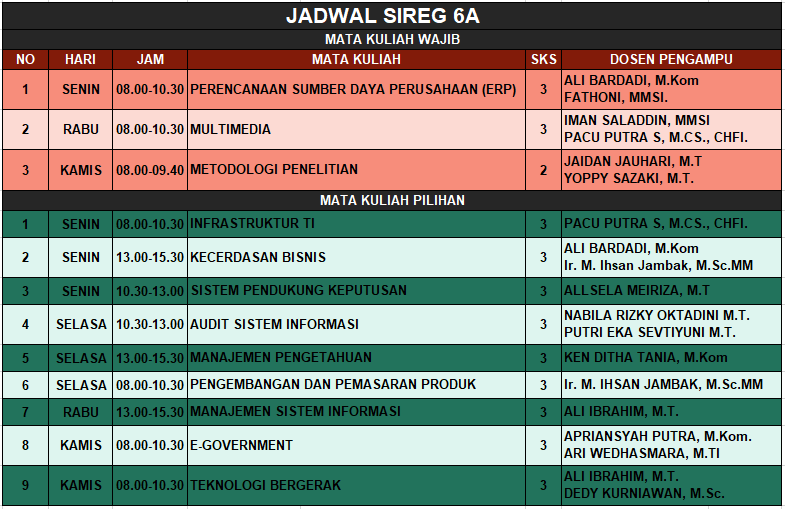 JADWAL SIREG 6A
MATA KULIAH WAJIB
NO HARI JAM MATA KULIAH SKS DOSEN PENGAMPU
1 SENIN 08.00-10.30 PERENCANAAN SUMBER DAYA PERUSAHAAN (ERP) 3 ALI BARDADI, M.Kom
FATHONI, MMSI.
2 RABU 08.00-10.30 MULTIMEDIA 3 IMAN SALADDIN, MMSI
PACU PUTRA S, M.CS., CHFI.
3 KAMIS 08.00-09.40 METODOLOGI PENELITIAN 2 JAIDAN JAUHARI, M.T
YOPPY SAZAKI, M.T.
MATA KULIAH PILIHAN
1 SENIN 08.00-10.30 INFRASTRUKTUR TI 3 PACU PUTRA S, M.CS., CHFI.
2 SENIN 13.00-15.30 KECERDASAN BISNIS 3 ALI BARDADI, M.Kom
Ir. M. Ihsan Jambak, M.Sc.MM
3 SENIN 10.30-13.00 SISTEM PENDUKUNG KEPUTUSAN 3 ALLSELA MEIRIZA, M.T
4 SELASA 10.30-13.00 AUDIT SISTEM INFORMASI 3 NABILA RIZKY OKTADINI M.T.
PUTRI EKA SEVTIYUNI M.T.
5 SELASA 13.00-15.30 MANAJEMEN PENGETAHUAN 3 KEN DITHA TANIA, M.Kom
6 SELASA 08.00-10.30 PENGEMBANGAN DAN PEMASARAN PRODUK 3 Ir. M. IHSAN JAMBAK, M.Sc.MM
7 RABU 13.00-15.30 MANAJEMEN SISTEM INFORMASI 3 ALI IBRAHIM, M.T.
8 KAMIS 08.00-10.30 E-GOVERNMENT 3 APRIANSYAH PUTRA, M.Kom.
ARI WEDHASMARA, M.TI
9 KAMIS 08.00-10.30 TEKNOLOGI BERGERAK 3 ALI IBRAHIM, M.T.
DEDY KURNIAWAN, M.Sc.